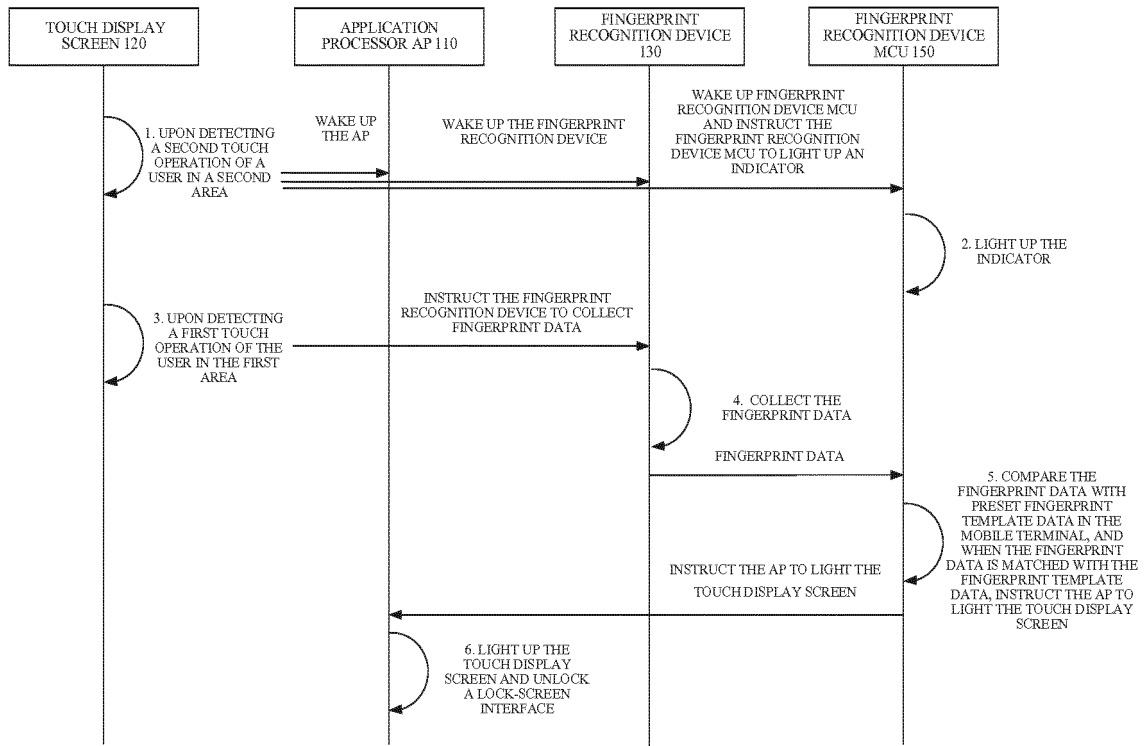 TOUCH DISPLAY
SCREEN 120
APPLICATION
PROCESSOR AP 110
FINGERPRINT
RECOGNITION DEVICE
130
FINGERPRINT
RECOGNITION DEVICE
MCU 150
1. UPON DETECTING
A SECOND TOUCH
OPERATION OF A
USER IN A SECOND
AREA
WAKE UP
THE AP
WAKE UP THE FINGERPRINT
RECOGNITION DEVICE
WAKE UP FINGERPRINT
RECOGNITION DEVICE MCU
AND INSTRUCT THE
FINGERPRINT RECOGNITION
DEVICE MCU TO LIGHT UP AN
INDICATOR
2. LIGHT UP THE
INDICATOR
3. UPON DETECTING
A FIRST TOUCH
OPERATION OF THE
USER IN THE FIRST
AREA
INSTRUCT THE FINGERPRINT
RECOGNITION DEVICE TO COLLECT
FINGERPRINT DATA
4. COLLECT THE
FINGERPRINT DATA
FINGERPRINT DATA
5. COMPARE THE
FINGERPRINT DATA WITH
PRESET FINGERPRINT
TEMPLATE DATA IN THE
MOBILE TERMINAL, AND
WHEN THE FINGERPRINT
DATA IS MATCHED WITH THE
FINGERPRINT TEMPLATE
DATA, INSTRUCT THE AP TO
LIGHT THE TOUCH DISPLAY
SCREEN
INSTRUCT THE AP TO LIGHT THE
TOUCH DISPLAY SCREEN
6. LIGHT UP THE
TOUCH DISPLAY
SCREEN AND UNLOCK
A LOCK-SCREEN
INTERFACE